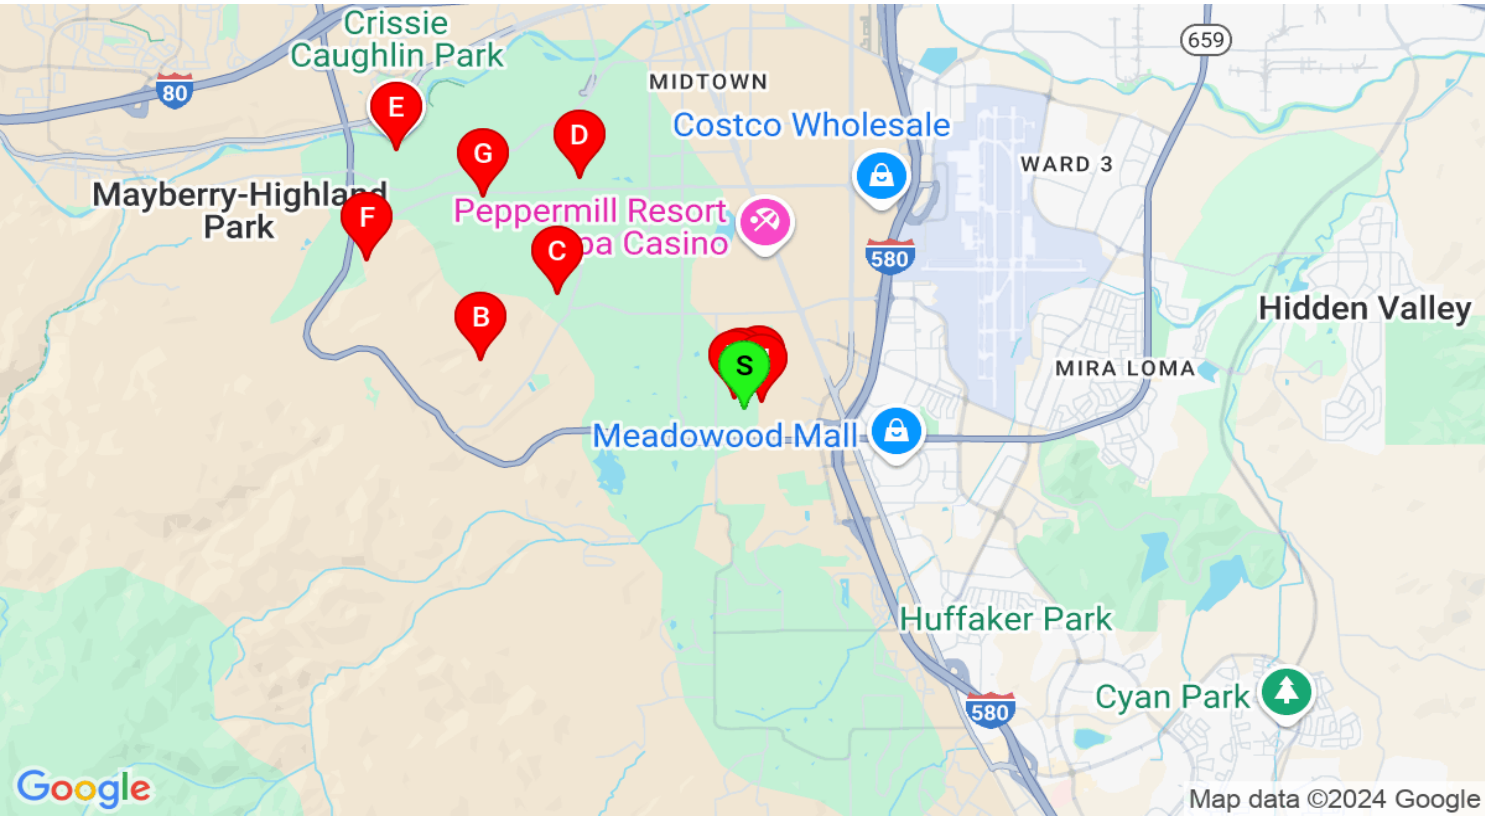 Crissie
Caughlin Park
659
80
MIDTOWN
E
Costco Wholesale
D
G
WARD 3
Mayberry-Highland
Park
F
Peppermill Resort
pa Casino
C
580
B
Hidden Valley
S
MIRA LOMA
Meadowood Mall
Huffaker Park
Cyan Park
580
Google
Map data ©2024 Google